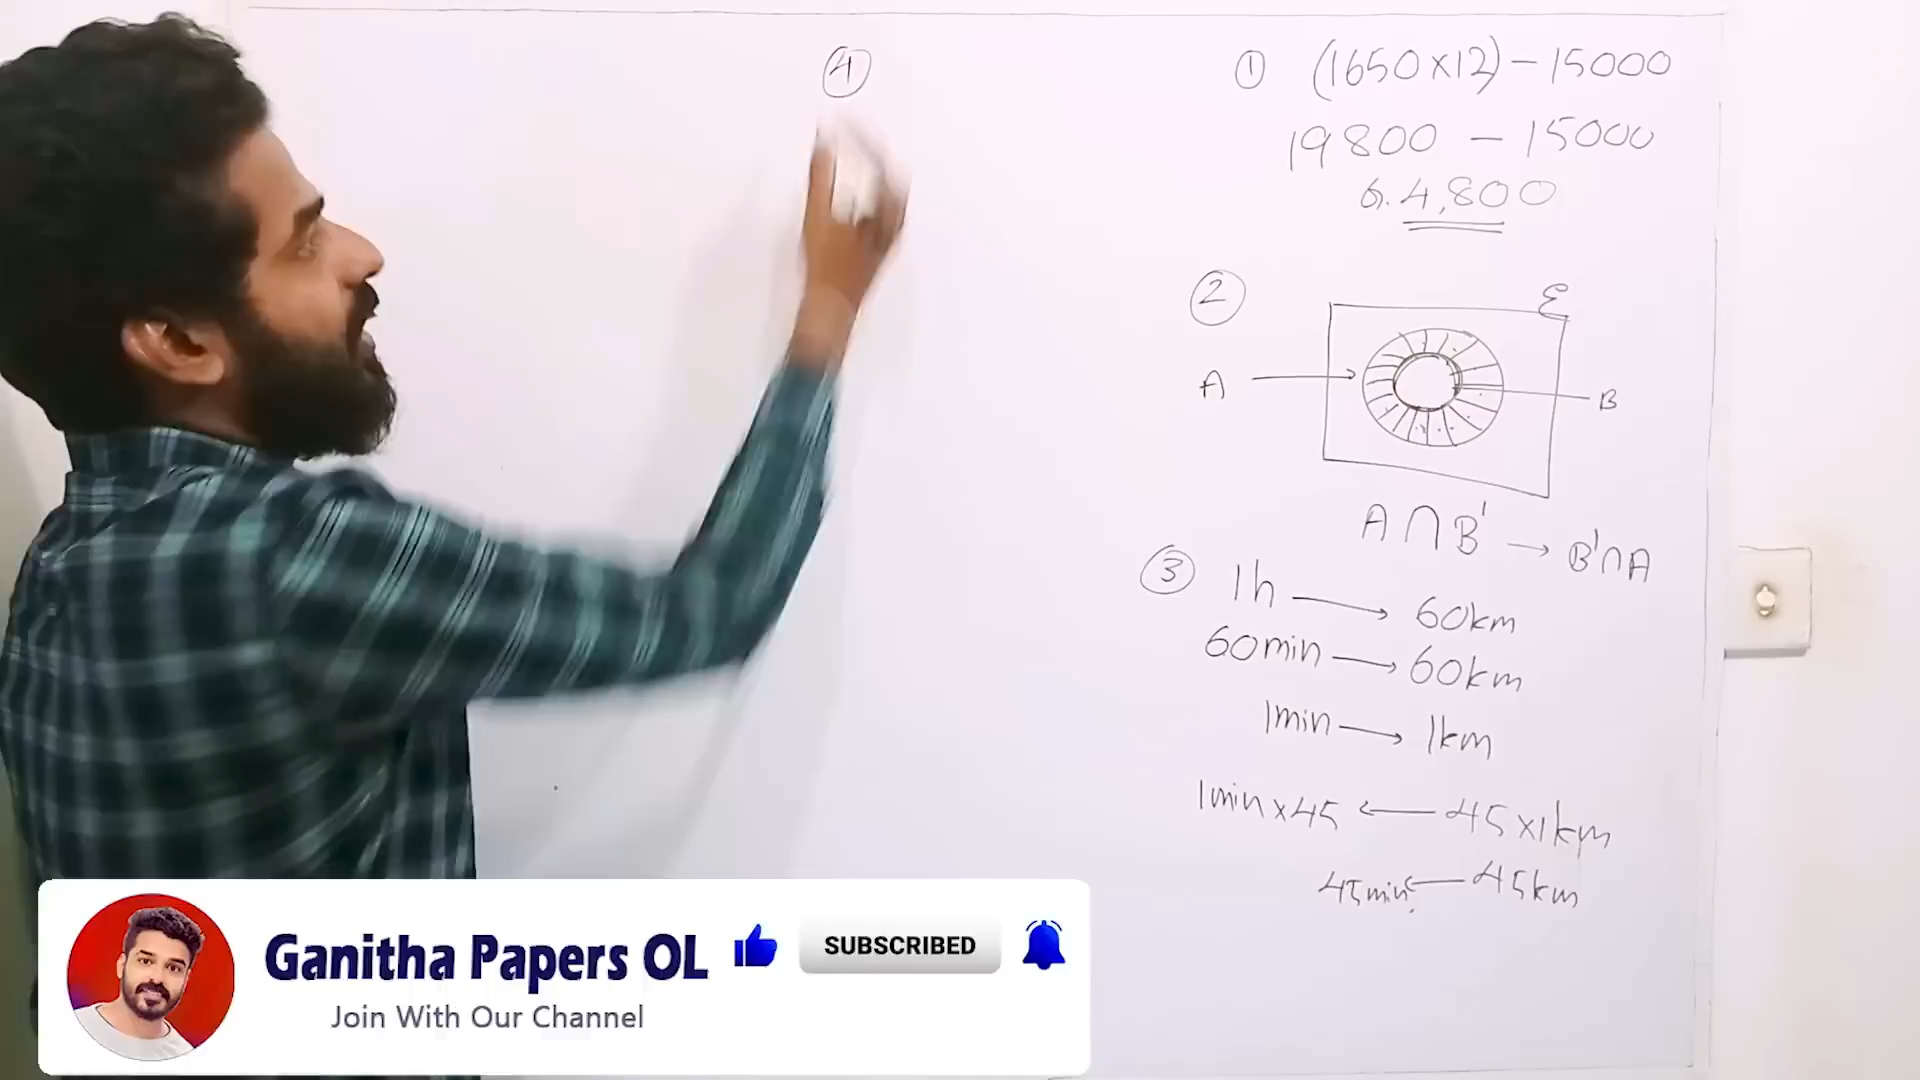 ④
① (1650×12)-15000
19800 - 15000
රු. 4,800
②
ε
A
B
A ∩ B' → B'∩A
③ 1h → 60km
60min → 60km
1min → 1km
1min×45 ← 45×1km
45min ← 45km
Ganitha Papers OL
SUBSCRIBED
Join With Our Channel